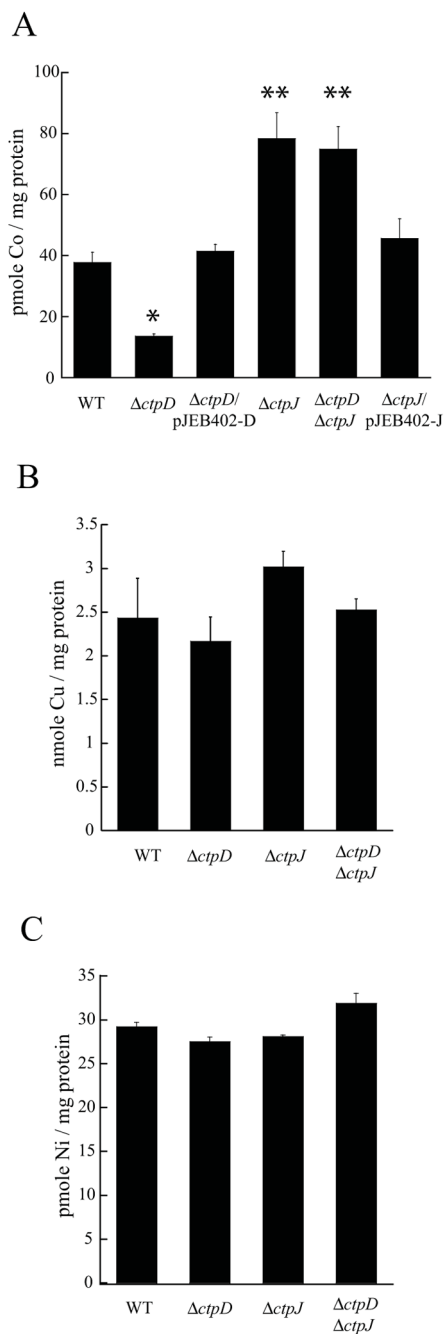 A
pmole Co / mg protein
100
80
60
40
20
0
*
**
**
WT
ΔctpD
ΔctpD/
pJEB402-D
ΔctpJ
ΔctpD
ΔctpJ
ΔctpJ/
pJEB402-J
B
nmole Cu / mg protein
3.5
3
2.5
2
1.5
1
0.5
0
WT
ΔctpD
ΔctpJ
ΔctpD
ΔctpJ
C
pmole Ni / mg protein
35
30
25
20
15
10
5
0
WT
ΔctpD
ΔctpJ
ΔctpD
ΔctpJ